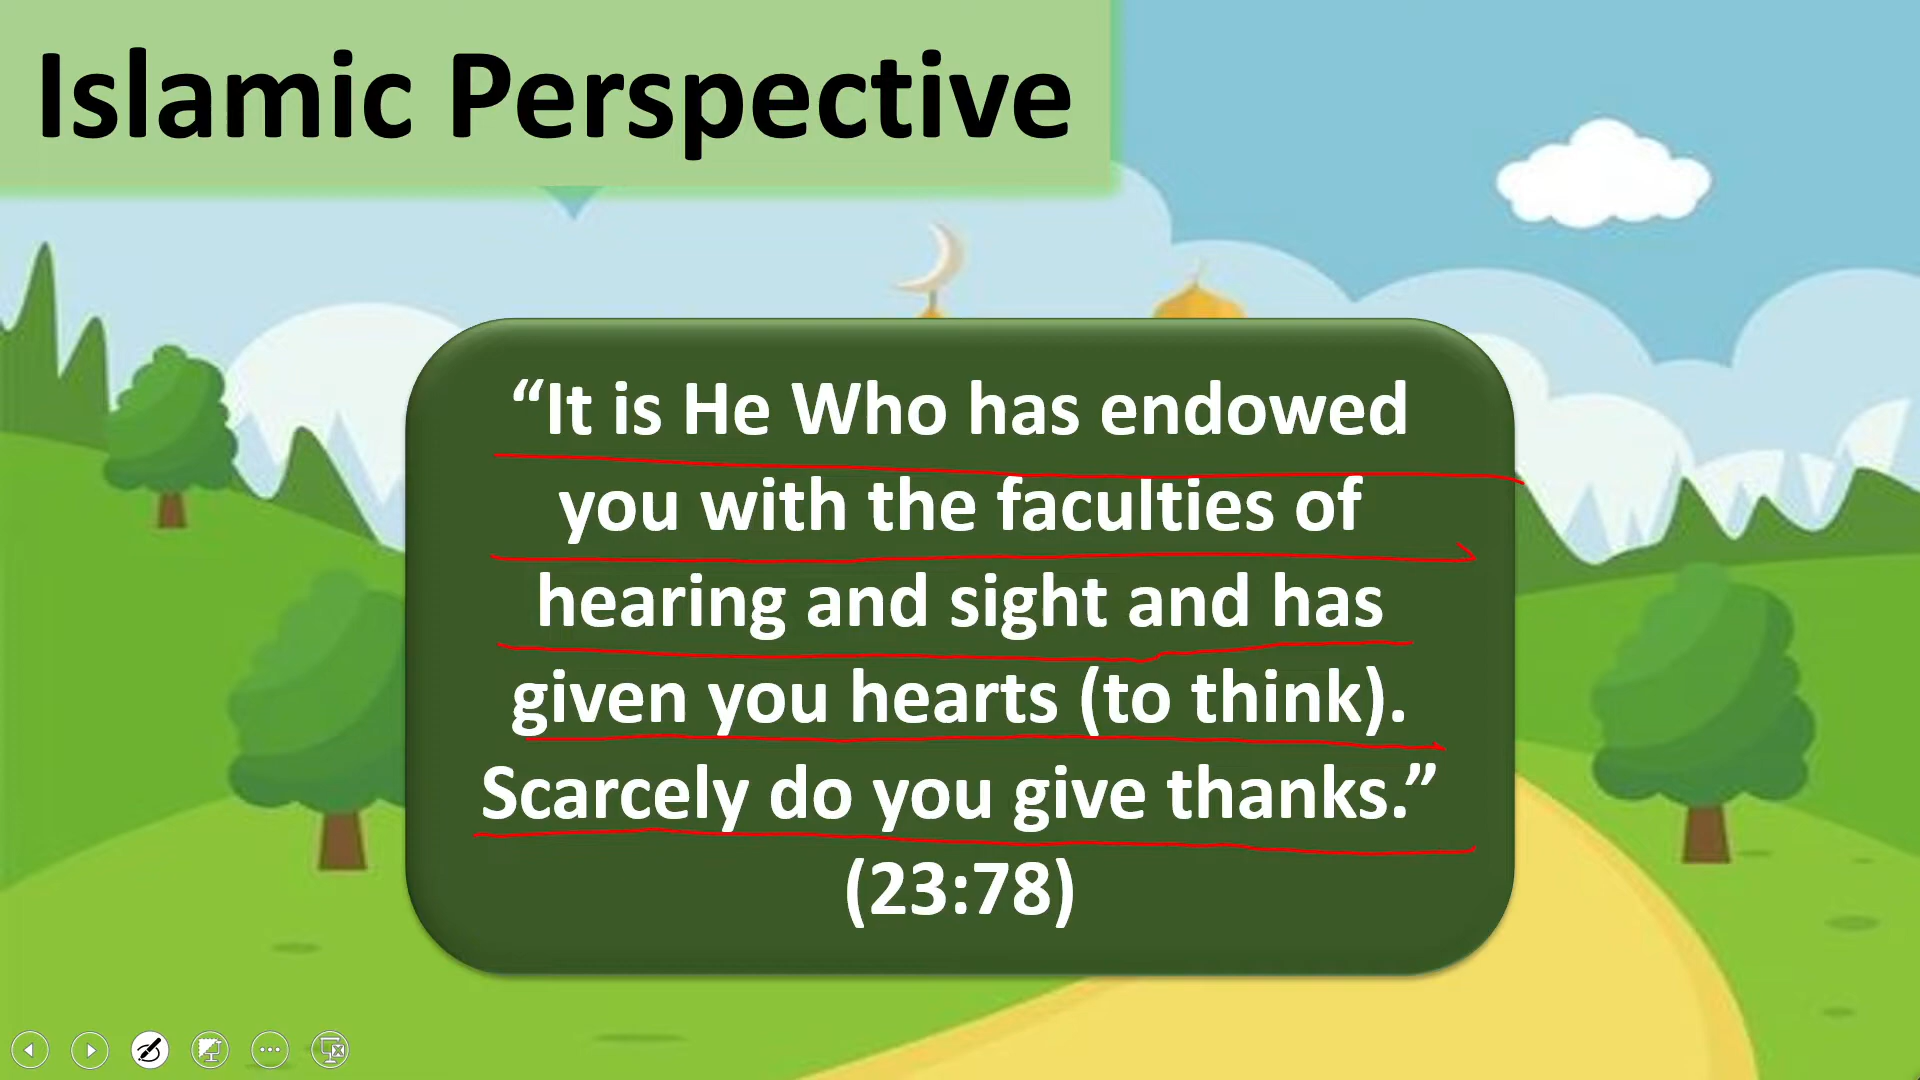 Islamic Perspective
“It is He Who has endowed
you with the faculties of
hearing and sight and has
given you hearts (to think).
Scarcely do you give thanks.”
(23:78)